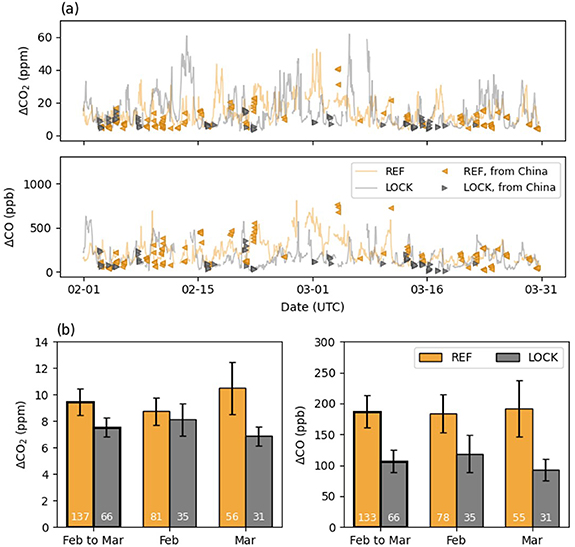 (a)
60
40
20
0
ΔCO₂ (ppm)
1000
500
0
ΔCO (ppb)
REF
LOCK
REF, from China
LOCK, from China
02-01 02-15 03-01 03-16 03-31
Date (UTC)
(b)
14
12
10
8
6
4
2
0
ΔCO₂ (ppm)
137 66 81 35 56 31
Feb to Mar Feb Mar
300
250
200
150
100
50
0
ΔCO (ppb)
REF LOCK
133 66 78 35 55 31
Feb to Mar Feb Mar